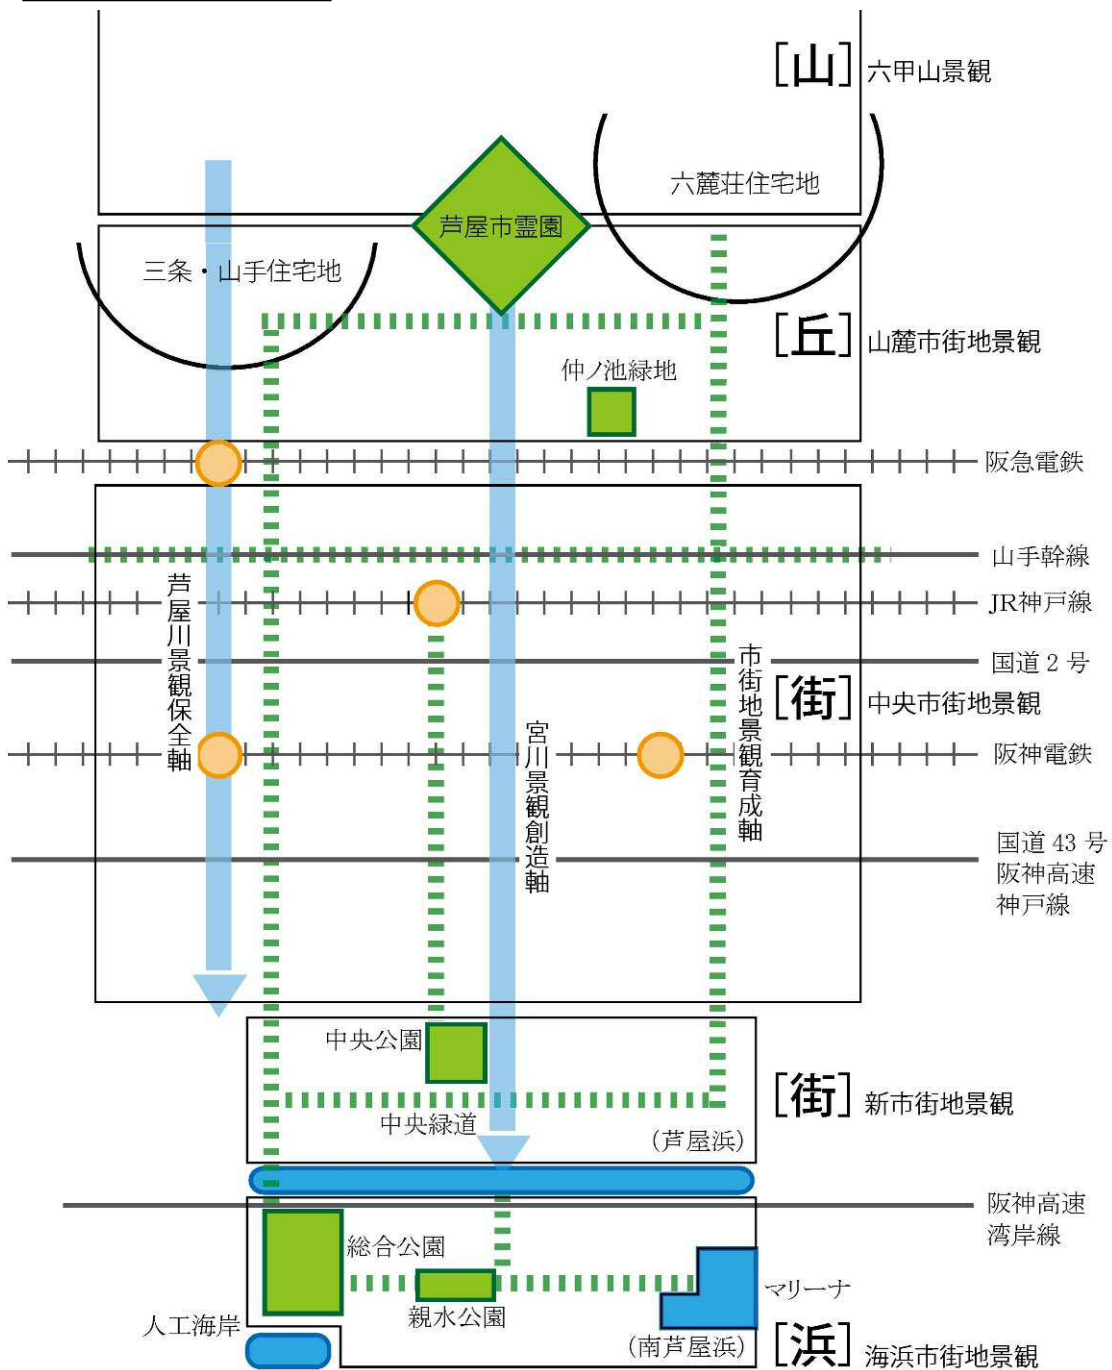 [山] 六甲山景観
六麓荘住宅地
芦屋市霊園
三条・山手住宅地
[丘] 山麓市街地景観
仲ノ池緑地
阪急電鉄
山手幹線
JR神戸線
芦屋川景観保全軸
国道2号
市街地景観育成軸
[街] 中央市街地景観
宮川景観創造軸
阪神電鉄
国道43号
阪神高速
神戸線
中央公園
[街] 新市街地景観
中央緑道
(芦屋浜)
阪神高速
湾岸線
総合公園
マリーナ
親水公園
人工海岸
(南芦屋浜)
[浜] 海浜市街地景観